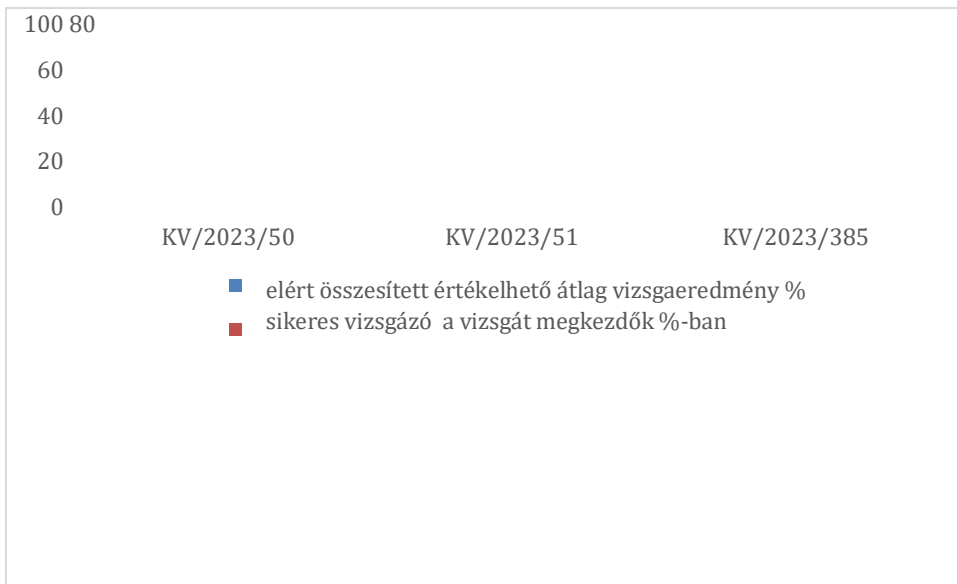 100 80
60
40
20
0
KV/2023/50 KV/2023/51 KV/2023/385
elért összesített értékelhető átlag vizsgaeredmény %
sikeres vizsgázó a vizsgát megkezdők %-ban